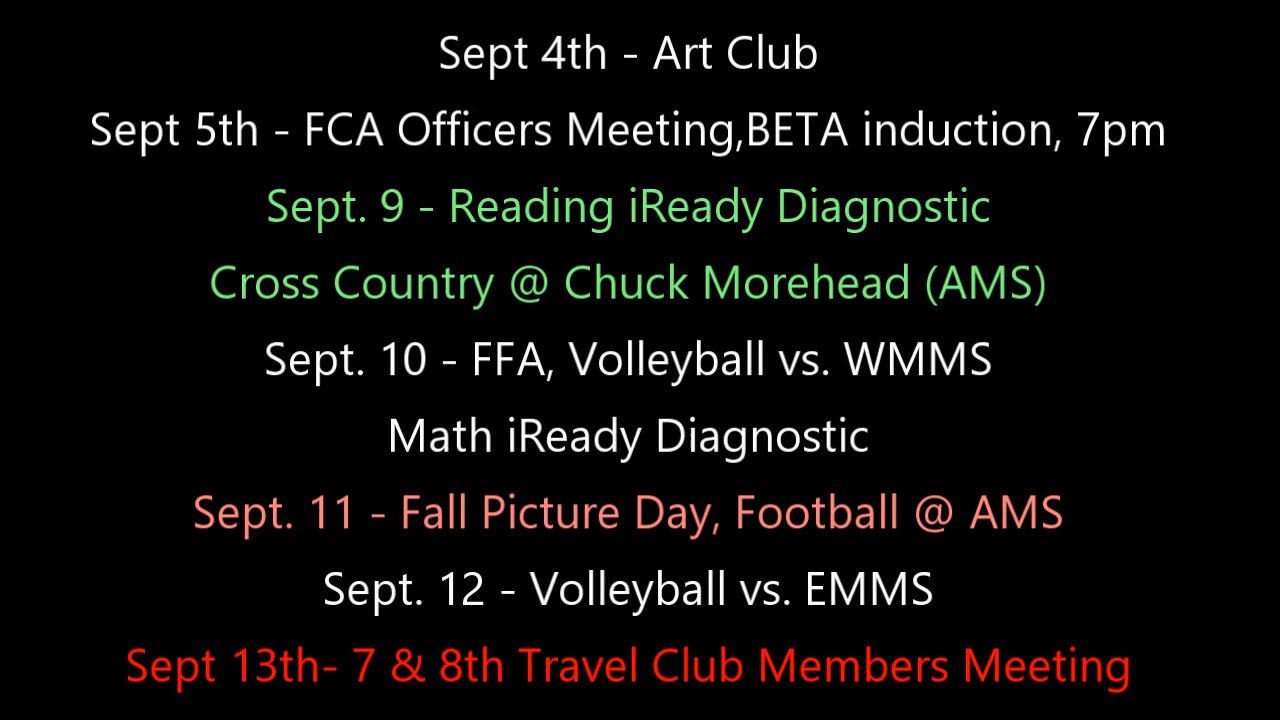 Sept 4th - Art Club
Sept 5th - FCA Officers Meeting,BETA induction, 7pm
Sept. 9 - Reading iReady Diagnostic
Cross Country @ Chuck Morehead (AMS)
Sept. 10 - FFA, Volleyball vs. WMMS
Math iReady Diagnostic
Sept. 11 - Fall Picture Day, Football @ AMS
Sept. 12 - Volleyball vs. EMMS
Sept 13th- 7 & 8th Travel Club Members Meeting